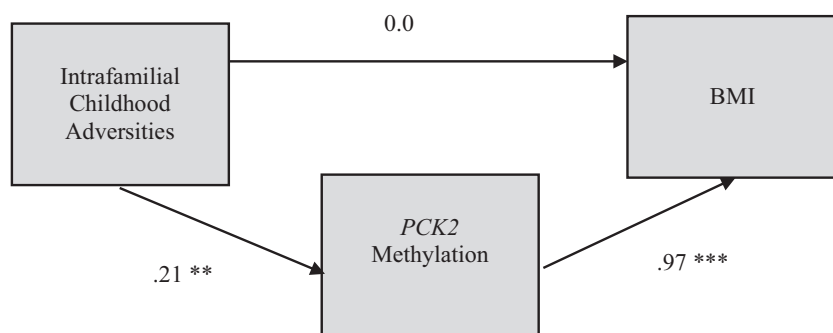 0.0
Intrafamilial
Childhood
Adversities
BMI
PCK2
Methylation
.21 **
.97 ***